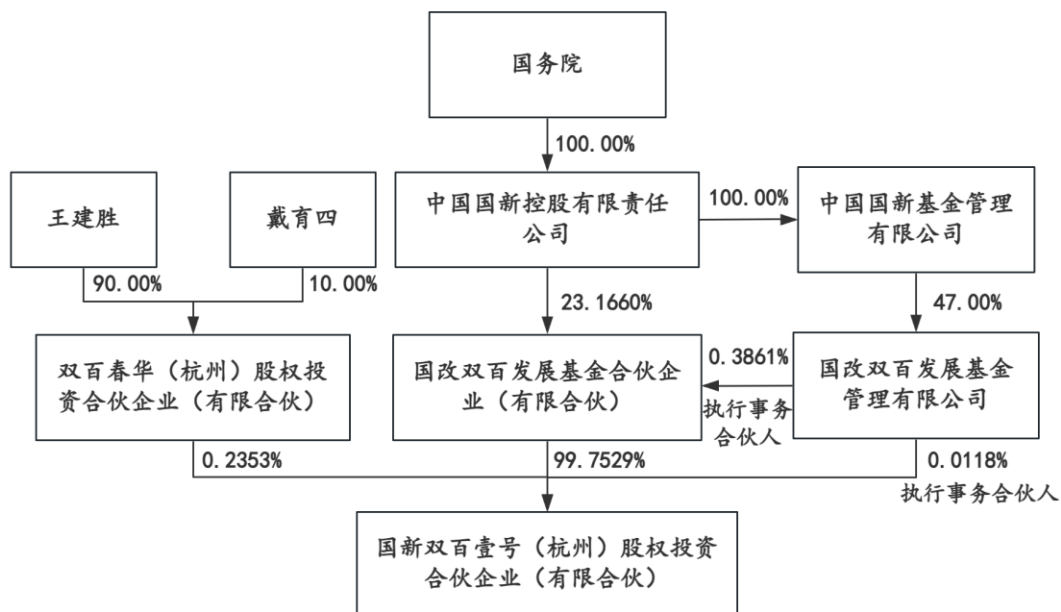 国务院
100.00%
王建胜
戴育四
中国国新控股有限责任
公司
100.00%
中国国新基金管理
有限公司
90.00%
10.00%
23.1660%
47.00%
双百春华（杭州）股权投
资合伙企业（有限合伙）
国改双百发展基金合伙企
业（有限合伙）
0.3861%
执行事务
合伙人
国改双百发展基金
管理有限公司
0.2353%
99.7529%
0.0118%
执行事务合伙人
国新双百壹号（杭州）股权投资
合伙企业（有限合伙）